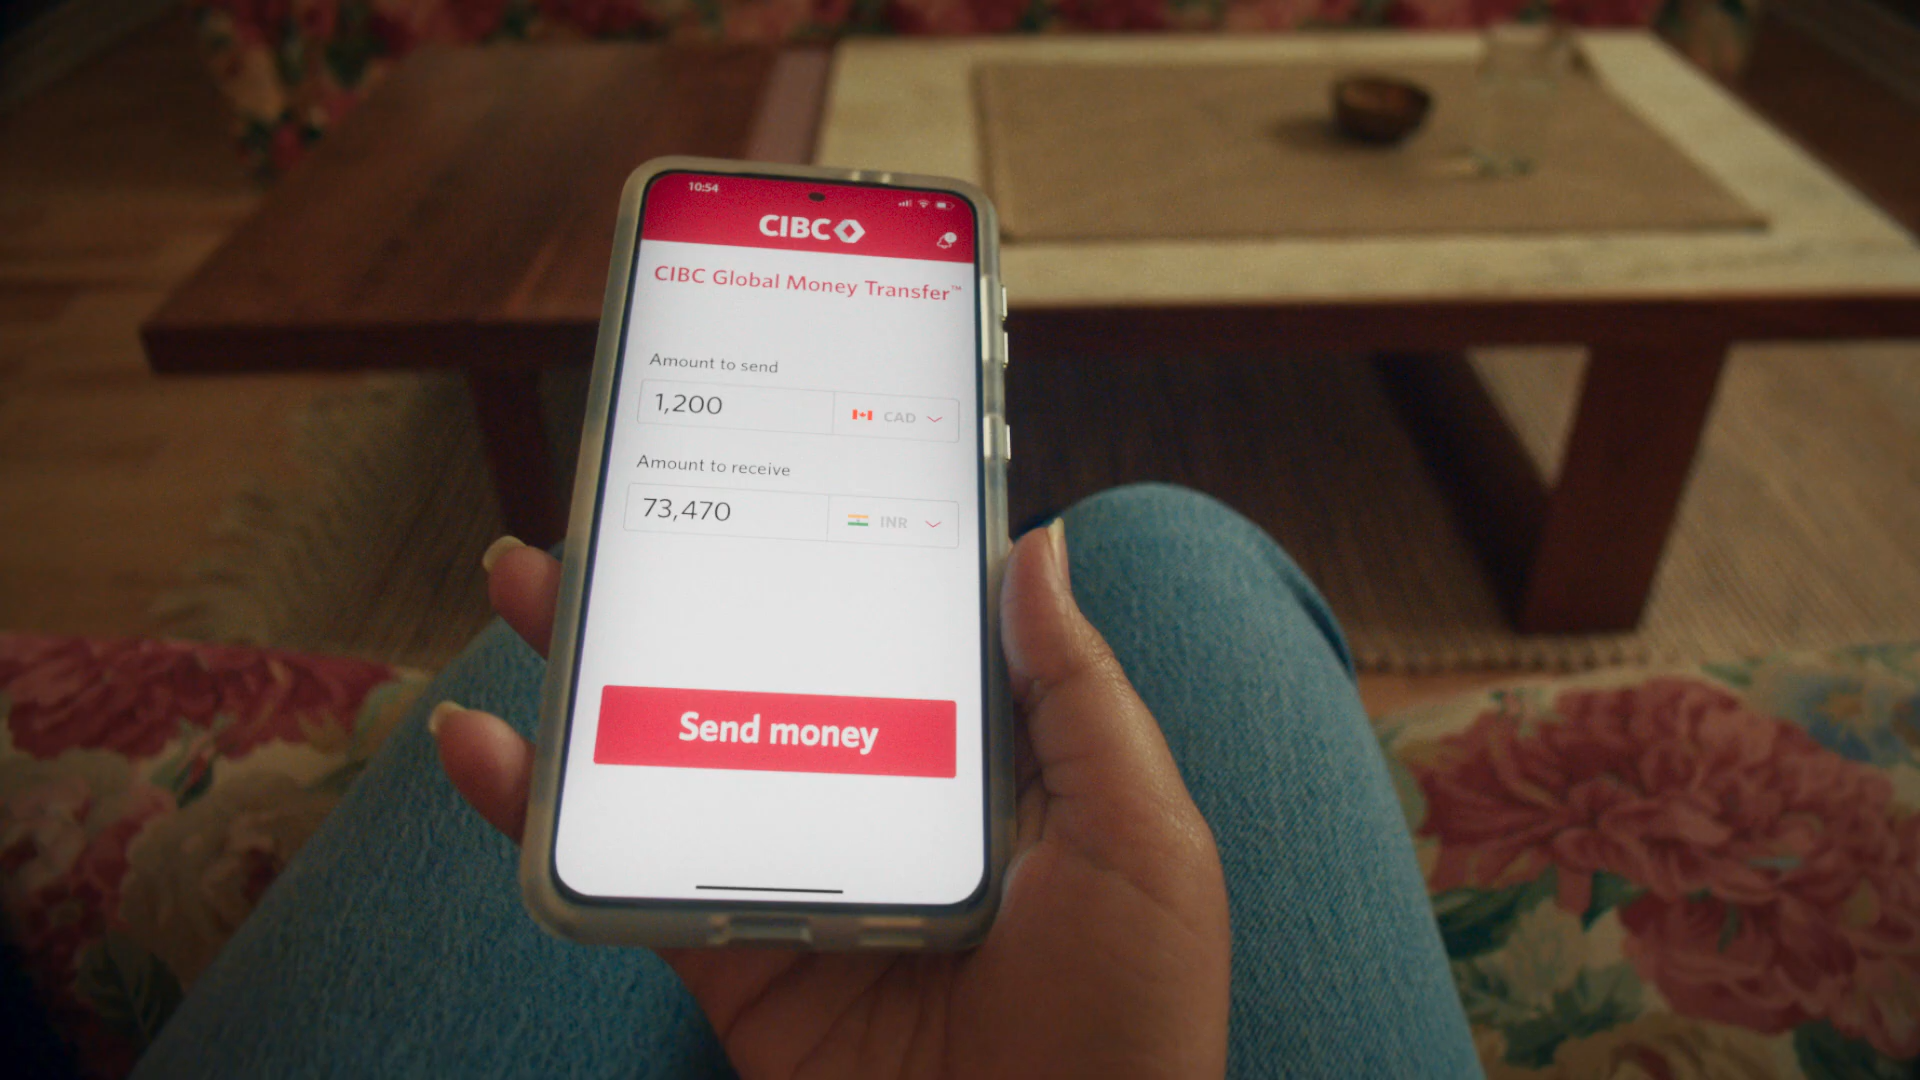 10:54
CIBC
CIBC Global Money Transfer™
Amount to send
1,200 CAD
Amount to receive
73,470 INR
Send money